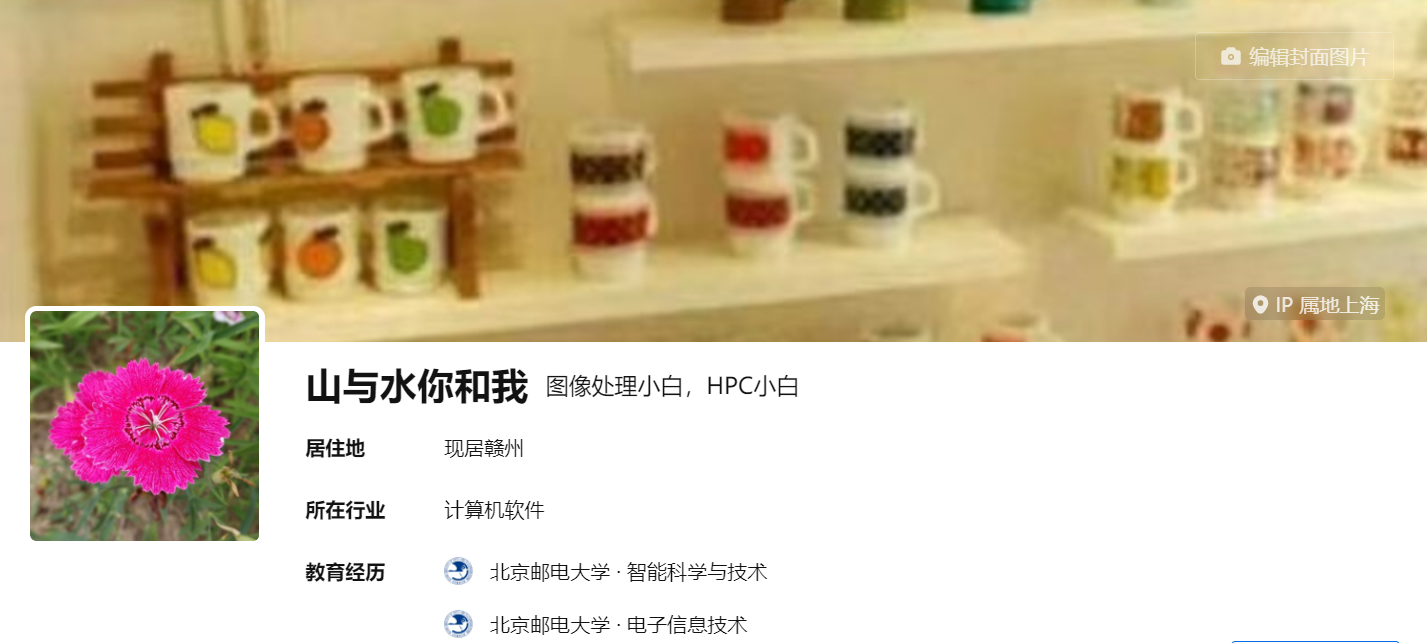 编辑封面图片
IP 属地上海
山与水你和我 图像处理小白，HPC小白
居住地 现居赣州
所在行业 计算机软件
教育经历 北京邮电大学 · 智能科学与技术
北京邮电大学 · 电子信息技术